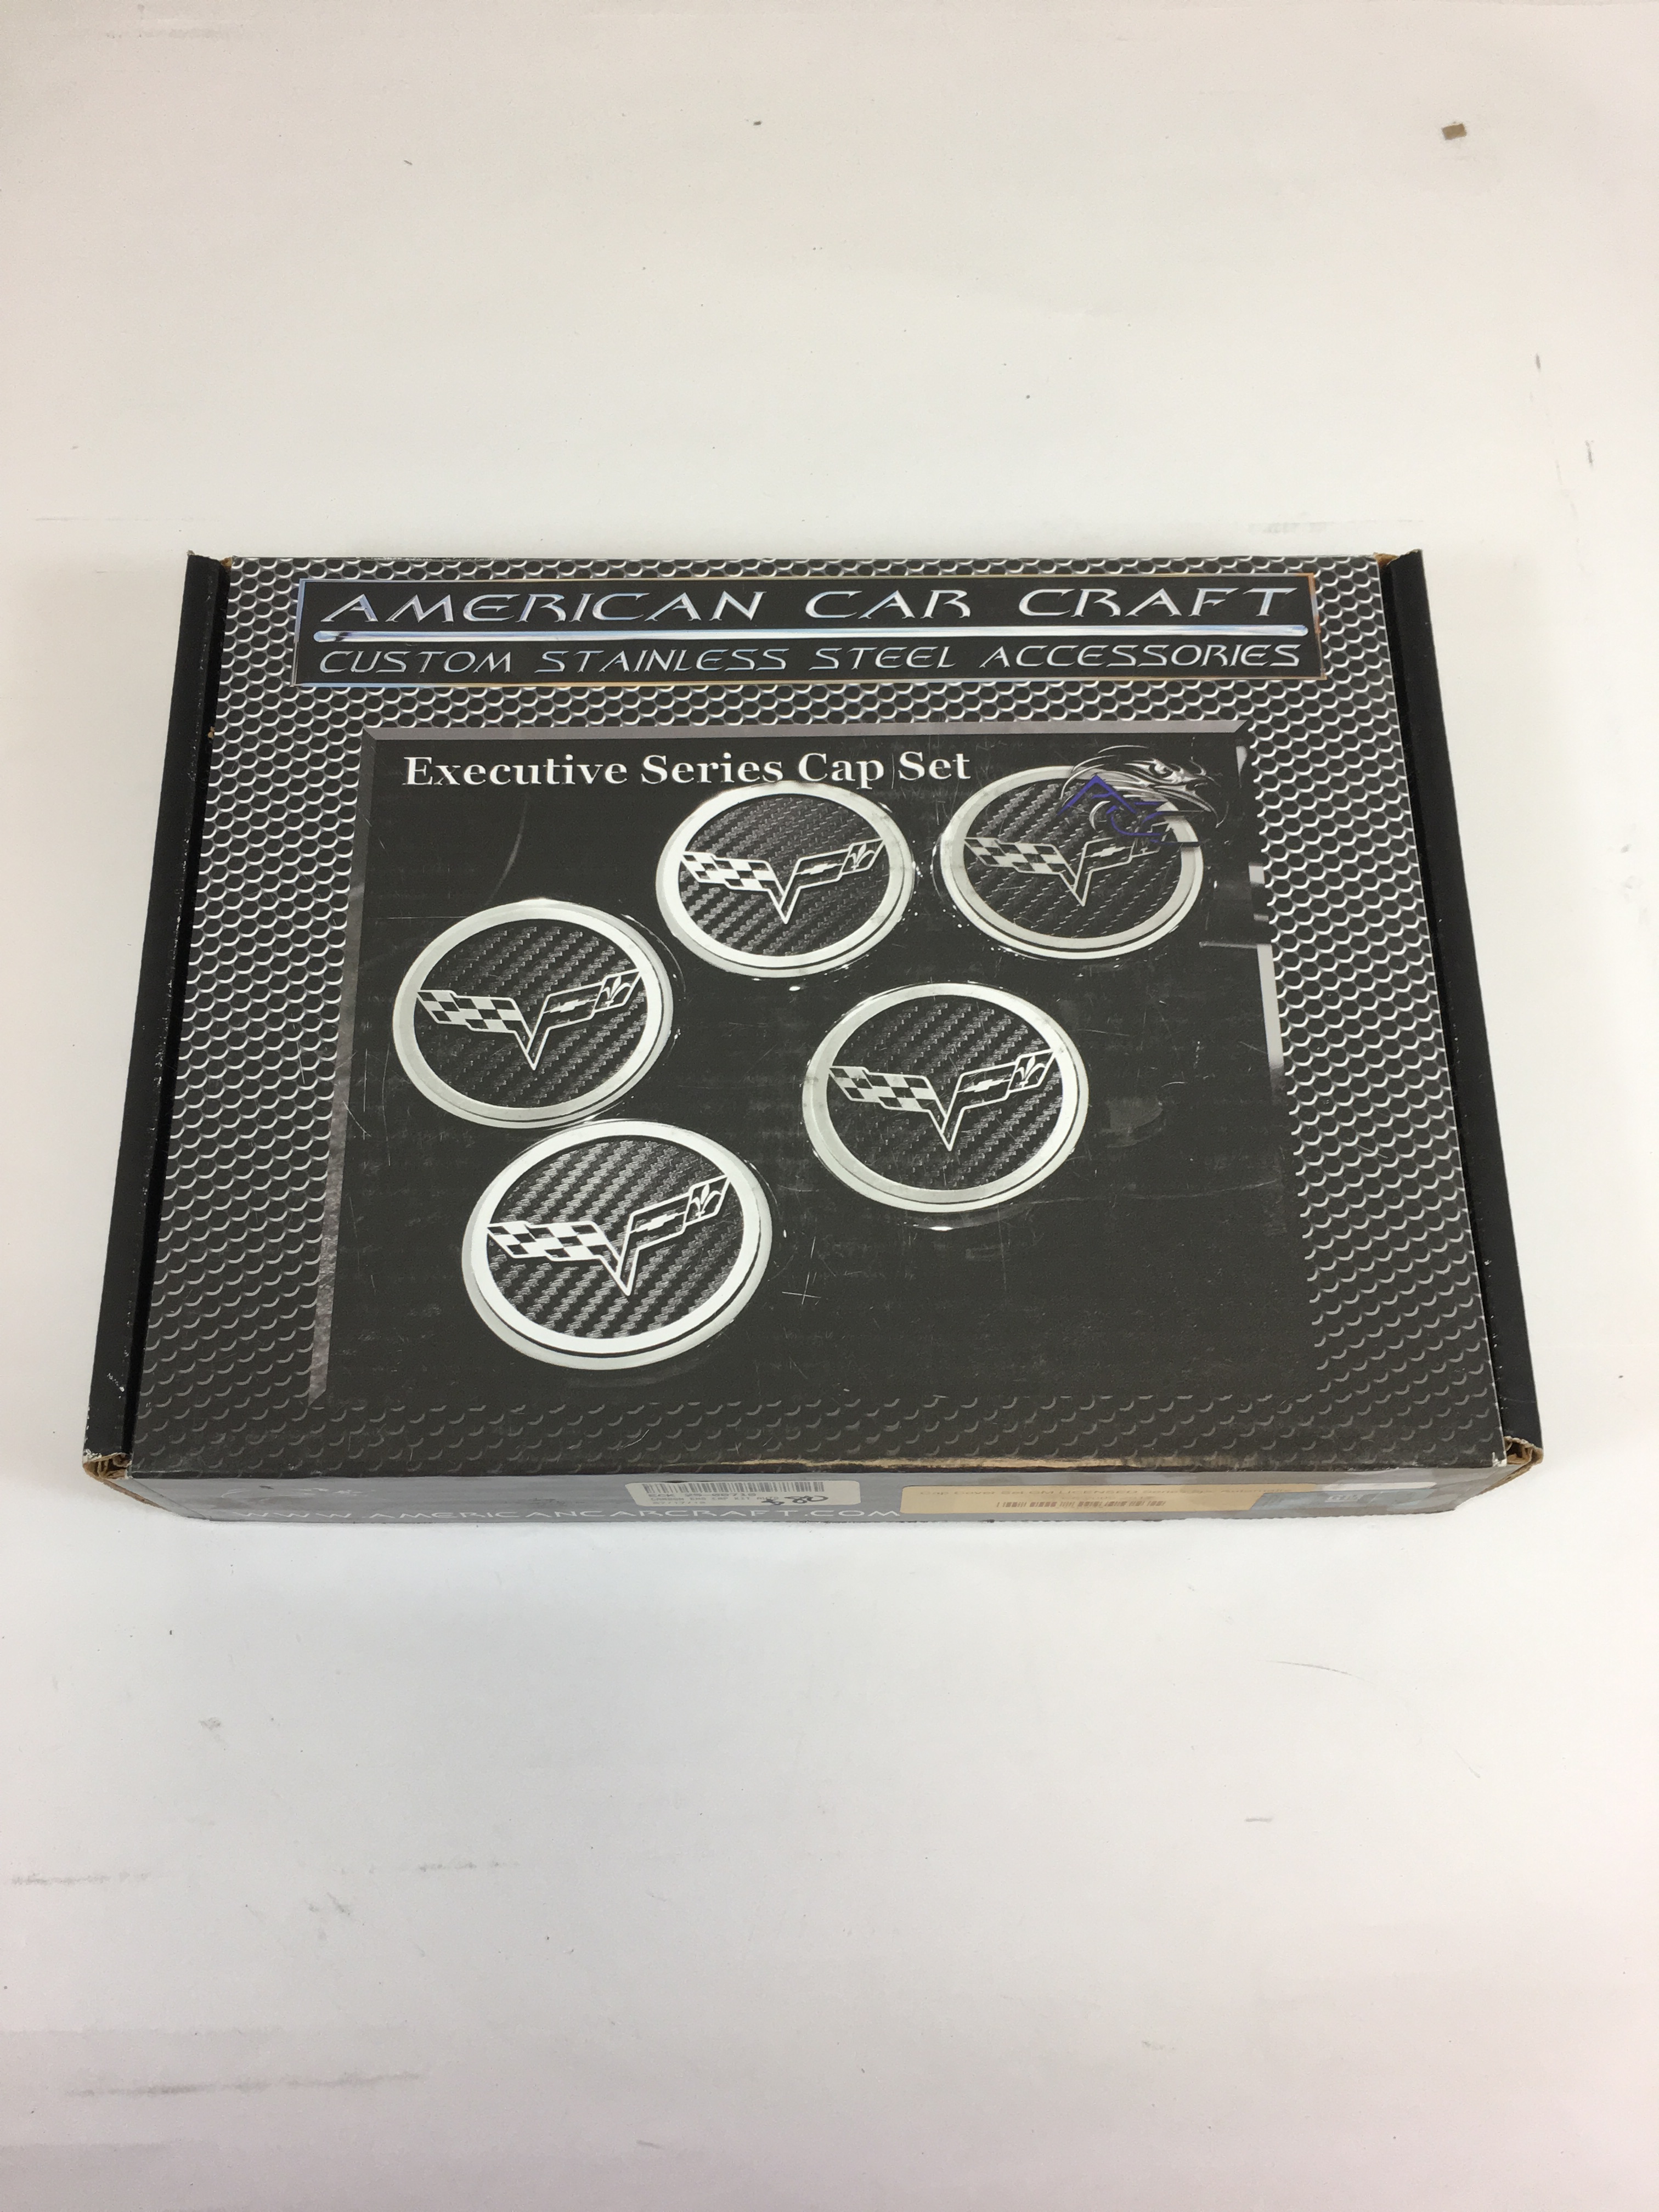 AMERICAN CAR CRAFT
CUSTOM STAINLESS STEEL ACCESSORIES
Executive Series Cap Set
WWW.AMERICANCARCRAFT.COM